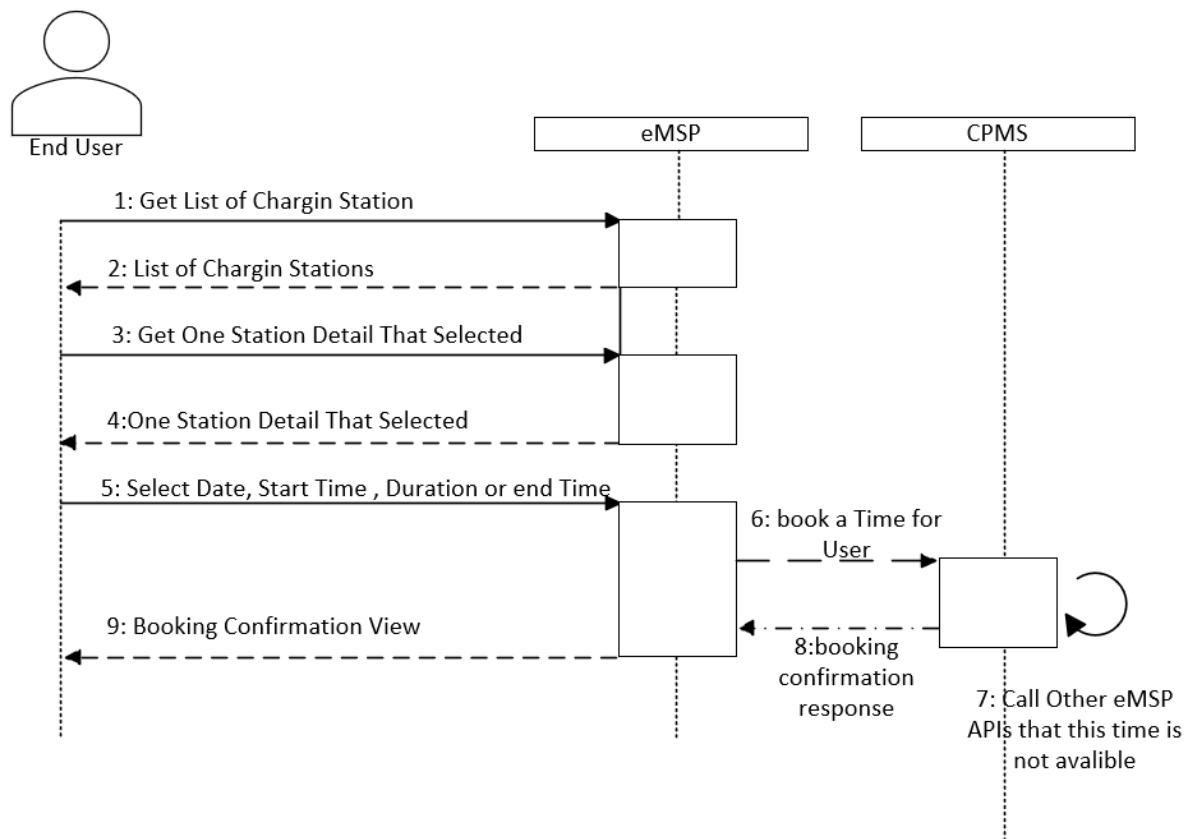 End User
eMSP
CPMS
1: Get List of Chargin Station
2: List of Chargin Stations
3: Get One Station Detail That Selected
4:One Station Detail That Selected
5: Select Date, Start Time , Duration or end Time
6: book a Time for
User
9: Booking Confirmation View
8:booking
confirmation
response
7: Call Other eMSP
APIs that this time is
not avalible